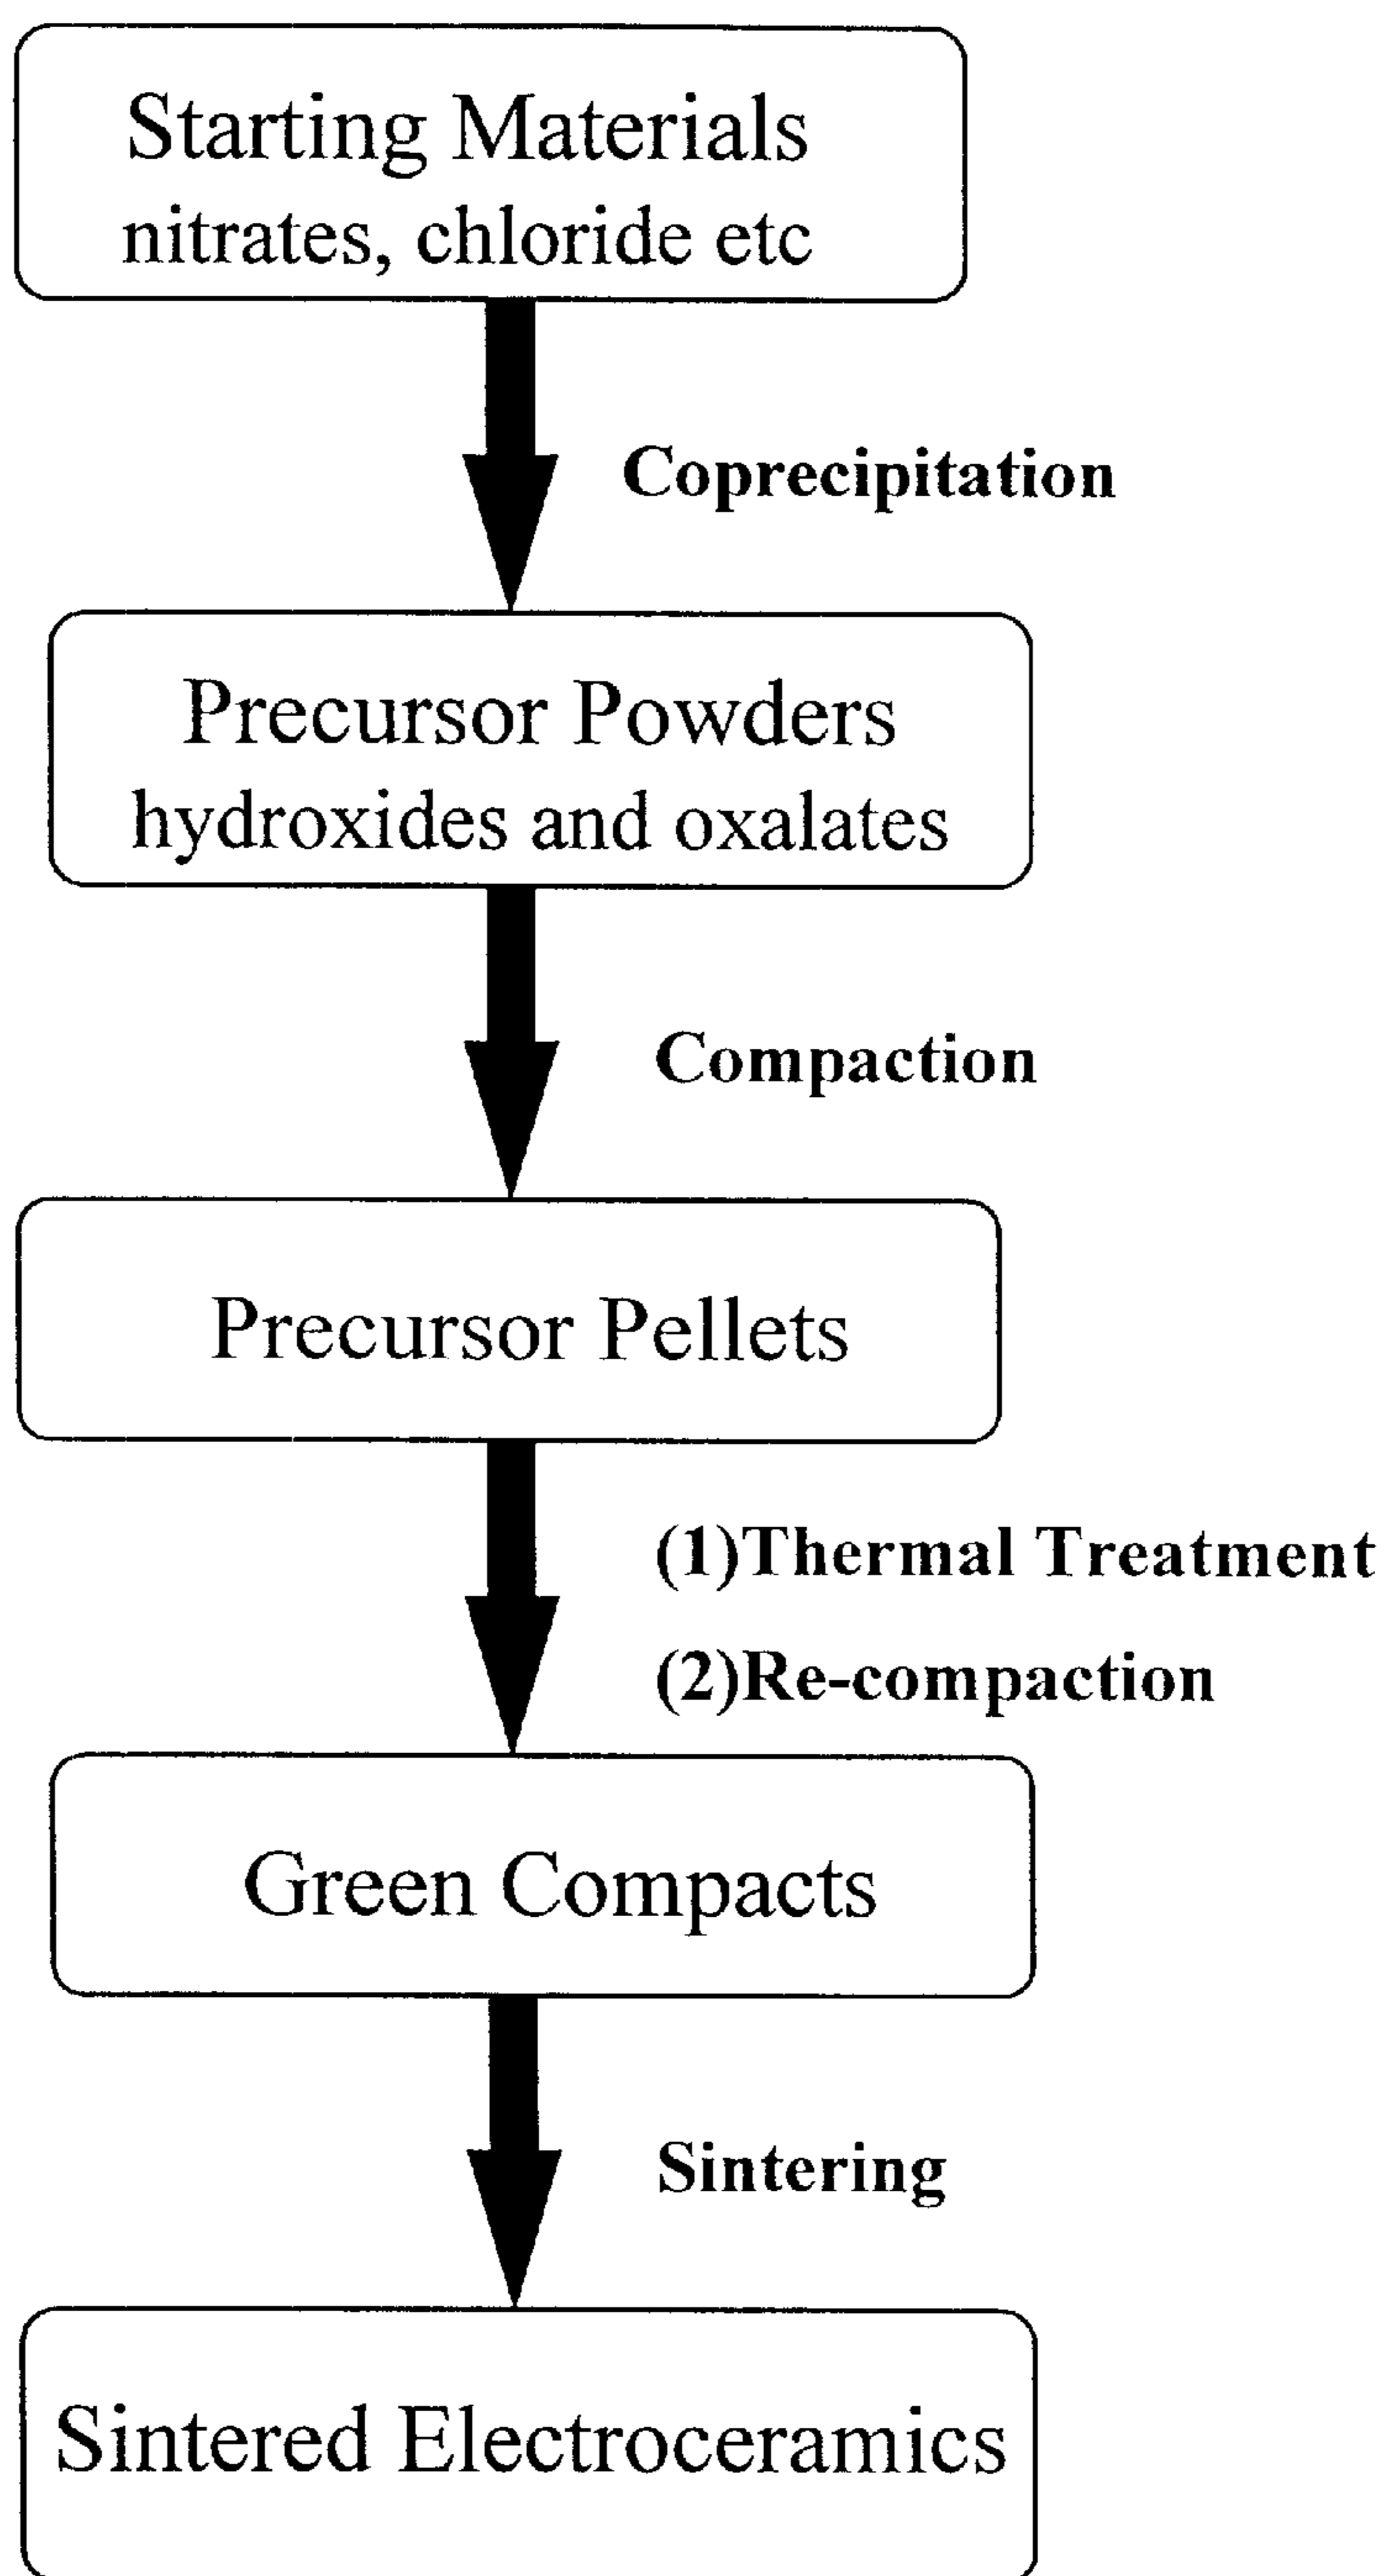 Starting Materials
nitrates, chloride etc
Coprecipitation
Precursor Powders
hydroxides and oxalates
Compaction
Precursor Pellets
(1)Thermal Treatment
(2)Re-compaction
Green Compacts
Sintering
Sintered Electroceramics